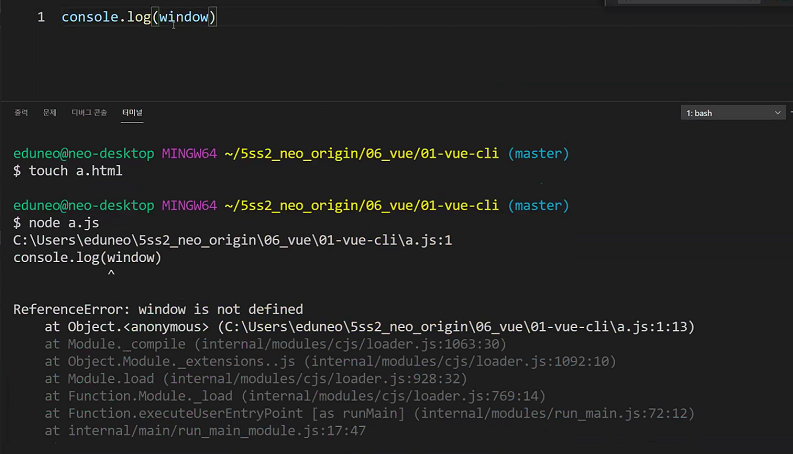 1 console.log(window)
출력 문제 디버그 콘솔 터미널 1: bash
eduneo@neo-desktop MINGW64 ~/5ss2_neo_origin/06_vue/01-vue-cli (master)
$ touch a.html
eduneo@neo-desktop MINGW64 ~/5ss2_neo_origin/06_vue/01-vue-cli (master)
$ node a.js
C:\Users\eduneo\5ss2_neo_origin\06_vue\01-vue-cli\a.js:1
console.log(window)
^
ReferenceError: window is not defined
at Object.<anonymous> (C:\Users\eduneo\5ss2_neo_origin\06_vue\01-vue-cli\a.js:1:13)
at Module._compile (internal/modules/cjs/loader.js:1063:30)
at Object.Module._extensions..js (internal/modules/cjs/loader.js:1092:10)
at Module.load (internal/modules/cjs/loader.js:928:32)
at Function.Module._load (internal/modules/cjs/loader.js:769:14)
at Function.executeUserEntryPoint [as runMain] (internal/modules/run_main.js:72:12)
at internal/main/run_main_module.js:17:47